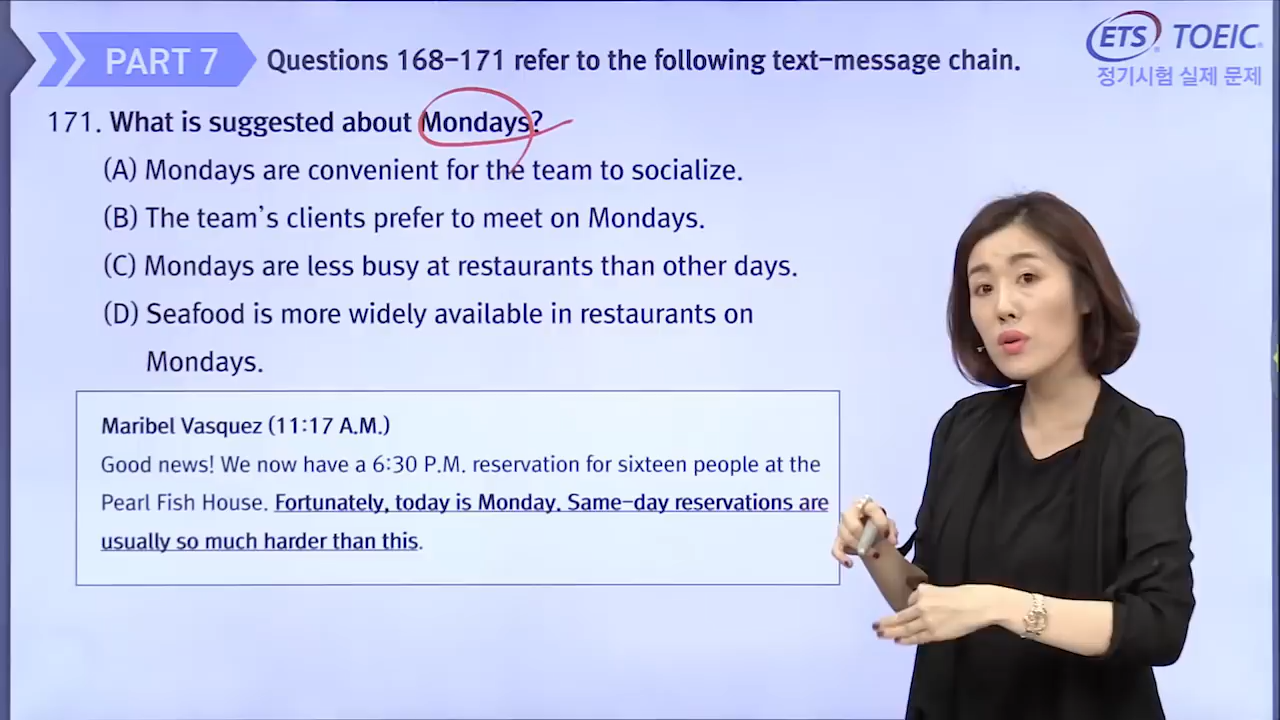 PART 7
Questions 168-171 refer to the following text-message chain.
ETS TOEIC
정기시험 실제 문제
171. What is suggested about Mondays?
(A) Mondays are convenient for the team to socialize.
(B) The team's clients prefer to meet on Mondays.
(C) Mondays are less busy at restaurants than other days.
(D) Seafood is more widely available in restaurants on
Mondays.
Maribel Vasquez (11:17 A.M.)
Good news! We now have a 6:30 P.M. reservation for sixteen people at the
Pearl Fish House. Fortunately, today is Monday. Same-day reservations are
usually so much harder than this.